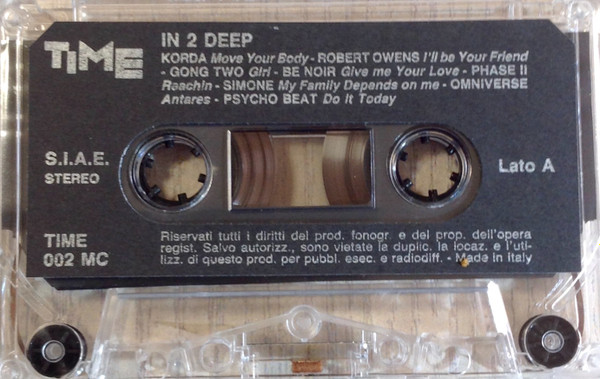 TIME
IN 2 DEEP
KORDA Move Your Body - ROBERT OWENS I'll be Your Friend
- GONG TWO Girl - BE NOIR Give me Your Love - PHASE II
Reachin - SIMONE My Family Depends on me - OMNIVERSE
Antares - PSYCHO BEAT Do It Today
S.I.A.E.
STEREO
Lato A
TIME
002 MC
Riservati tutti i diritti del prod. fonogr. e del prop. dell'opera
regist. Salvo autorizz., sono vietate la duplic. la locaz. e l'uti-
lizz. di questo prod. per pubbl. esec. e radiodiff. - Made in Italy